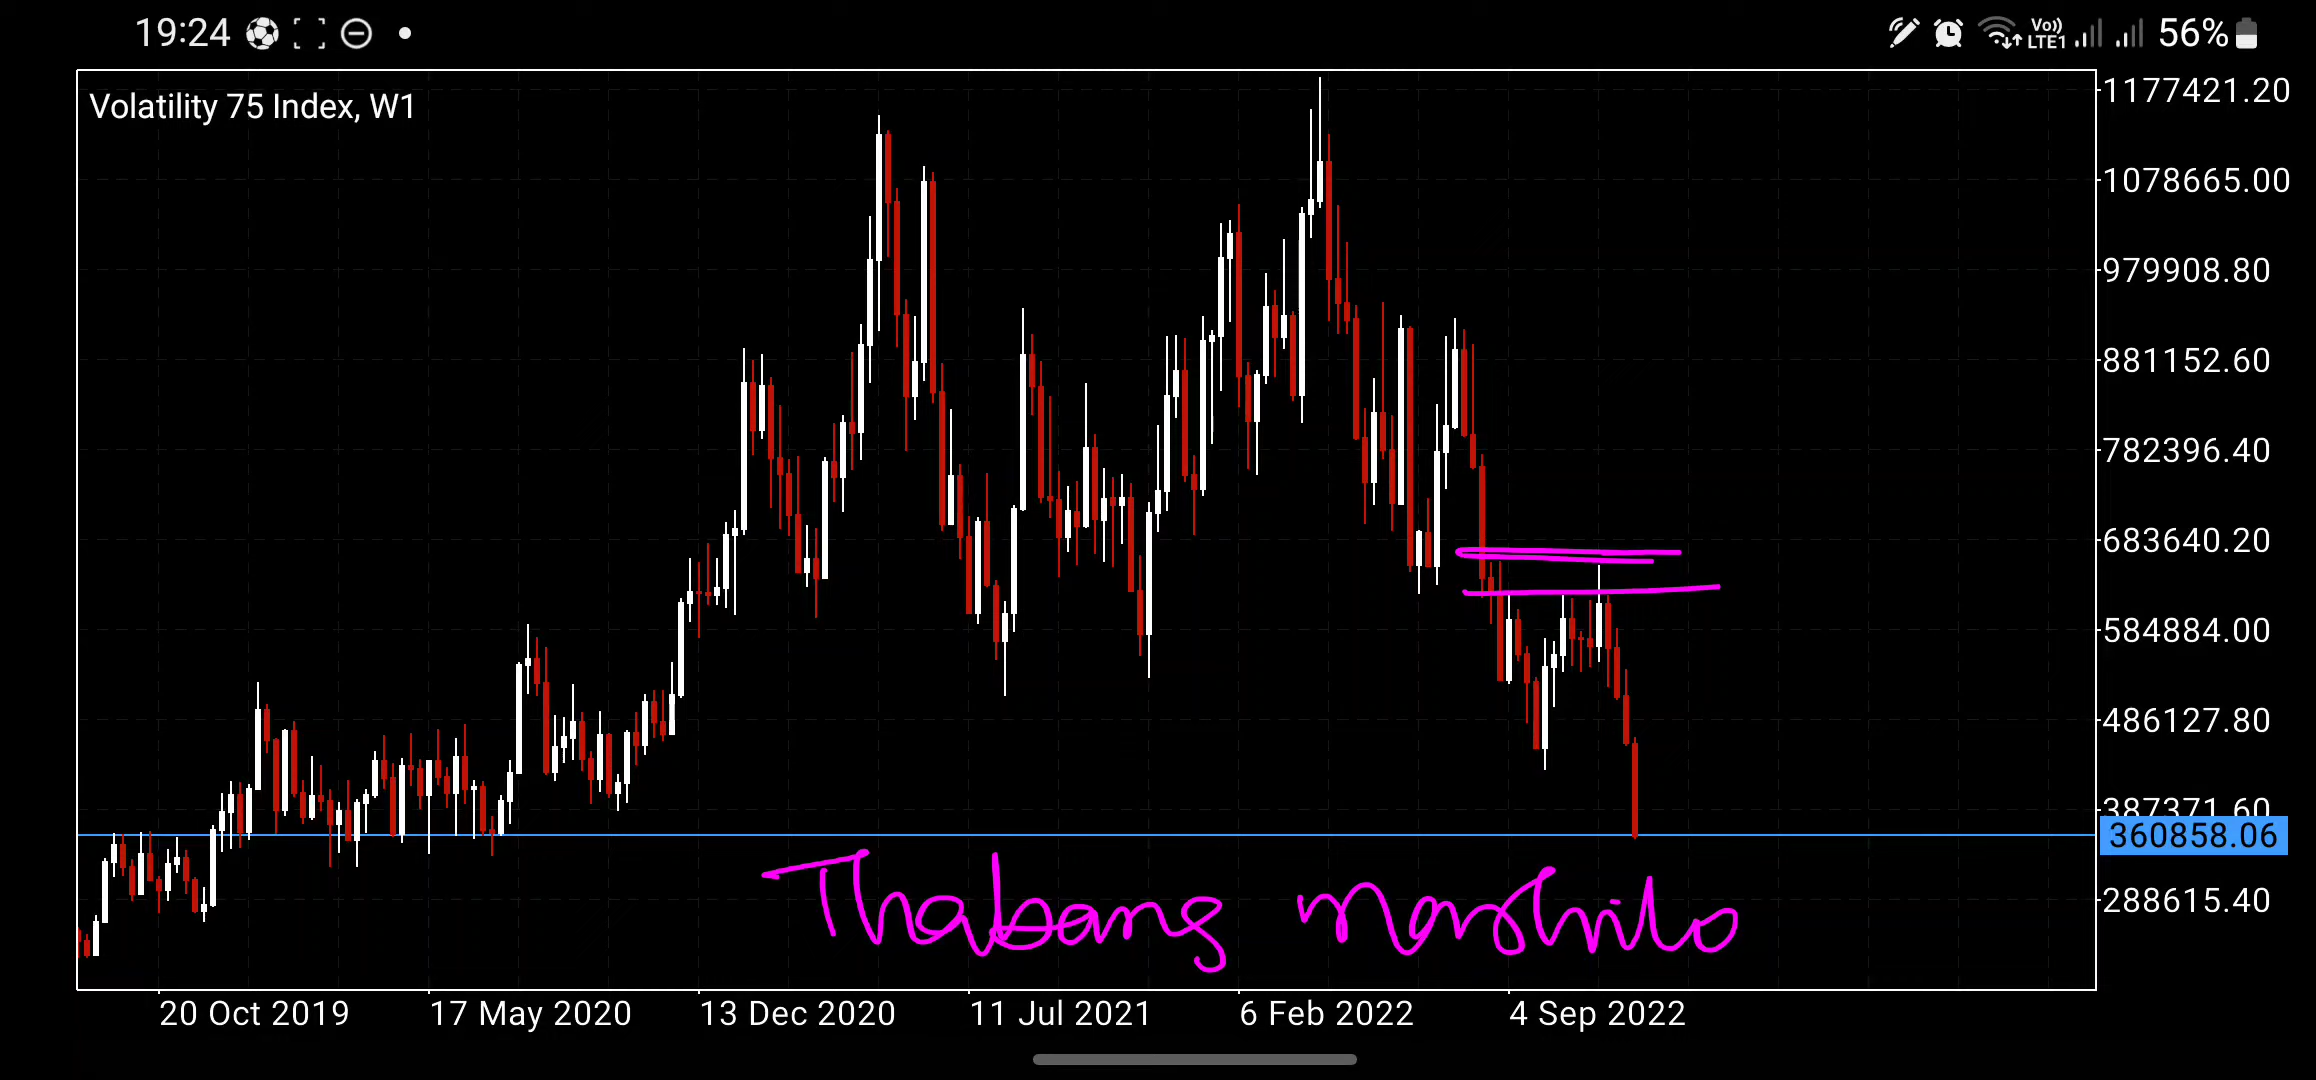 19:24 Vo)) LTE1 56%
Volatility 75 Index, W1
1177421.20
1078665.00
979908.80
881152.60
782396.40
683640.20
584884.00
486127.80
387371.60
360858.06
288615.40
Thabang mashilo
20 Oct 2019 17 May 2020 13 Dec 2020 11 Jul 2021 6 Feb 2022 4 Sep 2022